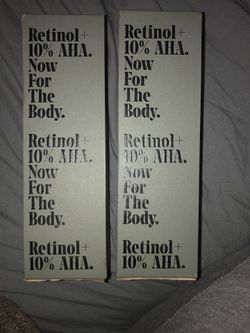 Retinol+
10% AHA.
Now
For
The
Body.
Retinol+
10% AHA.
Now
For
The
Body.
Retinol+
10% AHA.
Retinol+
10% AHA.
Now
For
The
Body.
Retinol+
10% AHA.
Now
For
The
Body.
Retinol+
10% AHA.